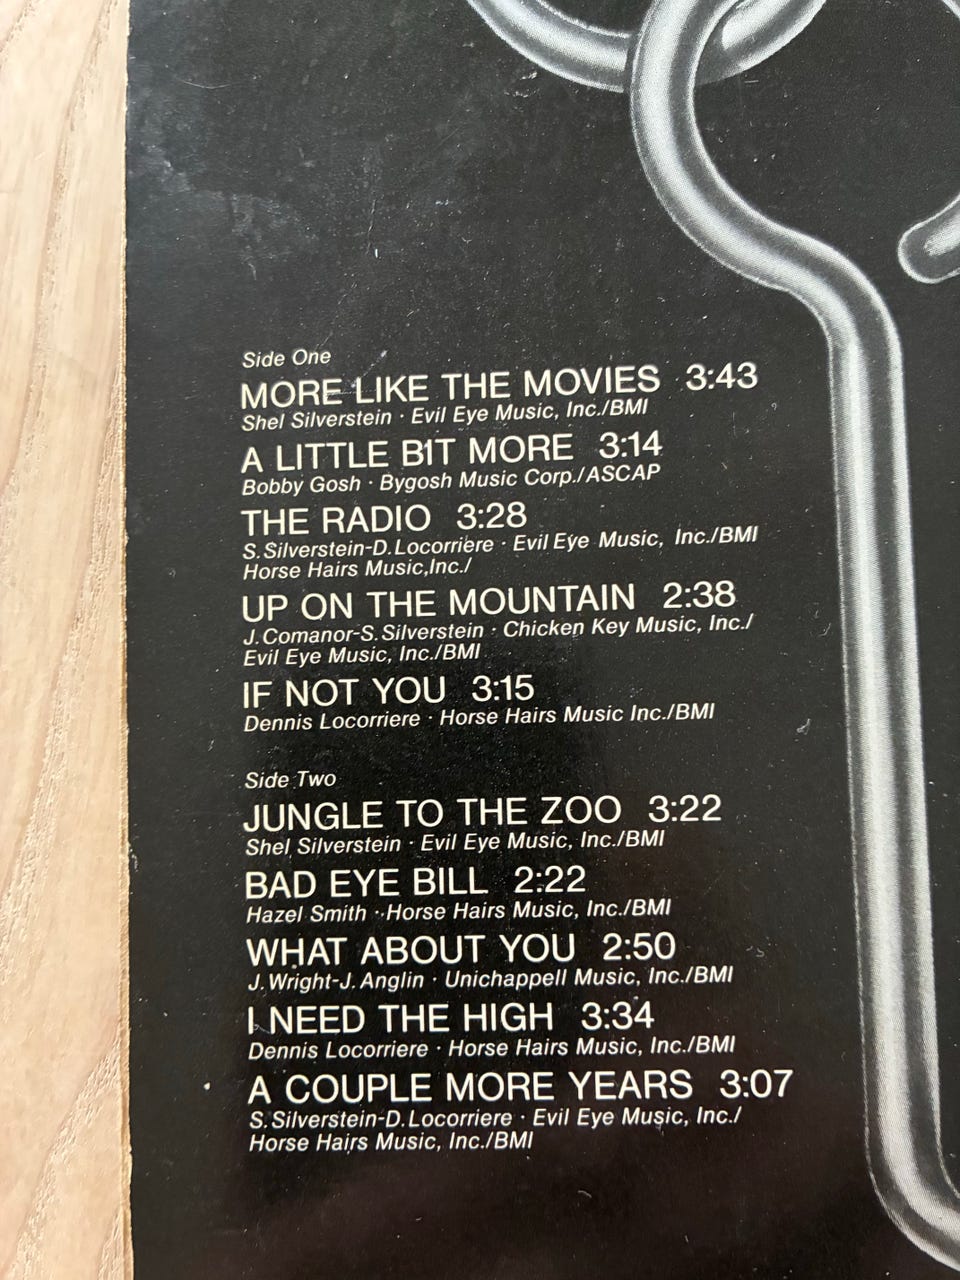 Side One
MORE LIKE THE MOVIES 3:43
Shel Silverstein · Evil Eye Music, Inc./BMI
A LITTLE BIT MORE 3:14
Bobby Gosh · Bygosh Music Corp./ASCAP
THE RADIO 3:28
S.Silverstein-D.Locorriere · Evil Eye Music, Inc./BMI
Horse Hairs Music,Inc./
UP ON THE MOUNTAIN 2:38
J.Comanor-S.Silverstein · Chicken Key Music, Inc./
Evil Eye Music, Inc./BMI
IF NOT YOU 3:15
Dennis Locorriere · Horse Hairs Music Inc./BMI
Side Two
JUNGLE TO THE ZOO 3:22
Shel Silverstein · Evil Eye Music, Inc./BMI
BAD EYE BILL 2:22
Hazel Smith · Horse Hairs Music, Inc./BMI
WHAT ABOUT YOU 2:50
J.Wright-J.Anglin · Unichappell Music, Inc./BMI
I NEED THE HIGH 3:34
Dennis Locorriere · Horse Hairs Music, Inc./BMI
A COUPLE MORE YEARS 3:07
S.Silverstein-D.Locorriere · Evil Eye Music, Inc./
Horse Hairs Music, Inc./BMI